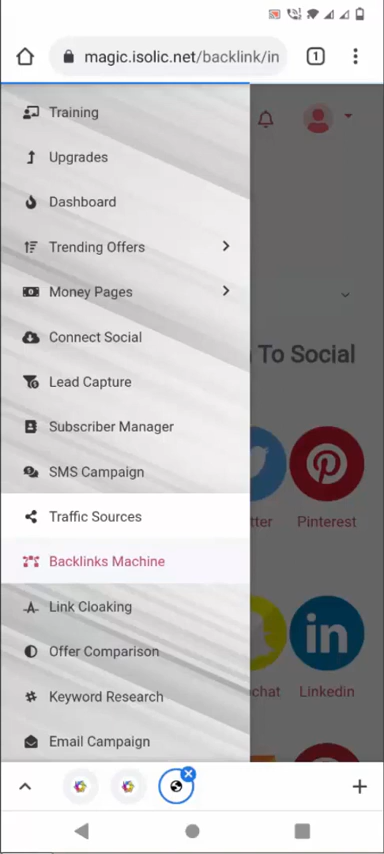 magic.isolic.net/backlink/in
1
Training
Upgrades
Dashboard
Trending Offers
Money Pages
Connect Social
To Social
Lead Capture
Subscriber Manager
SMS Campaign
Traffic Sources
tter
Pinterest
Backlinks Machine
Link Cloaking
in
Offer Comparison
chat
Linkedin
Keyword Research
Email Campaign